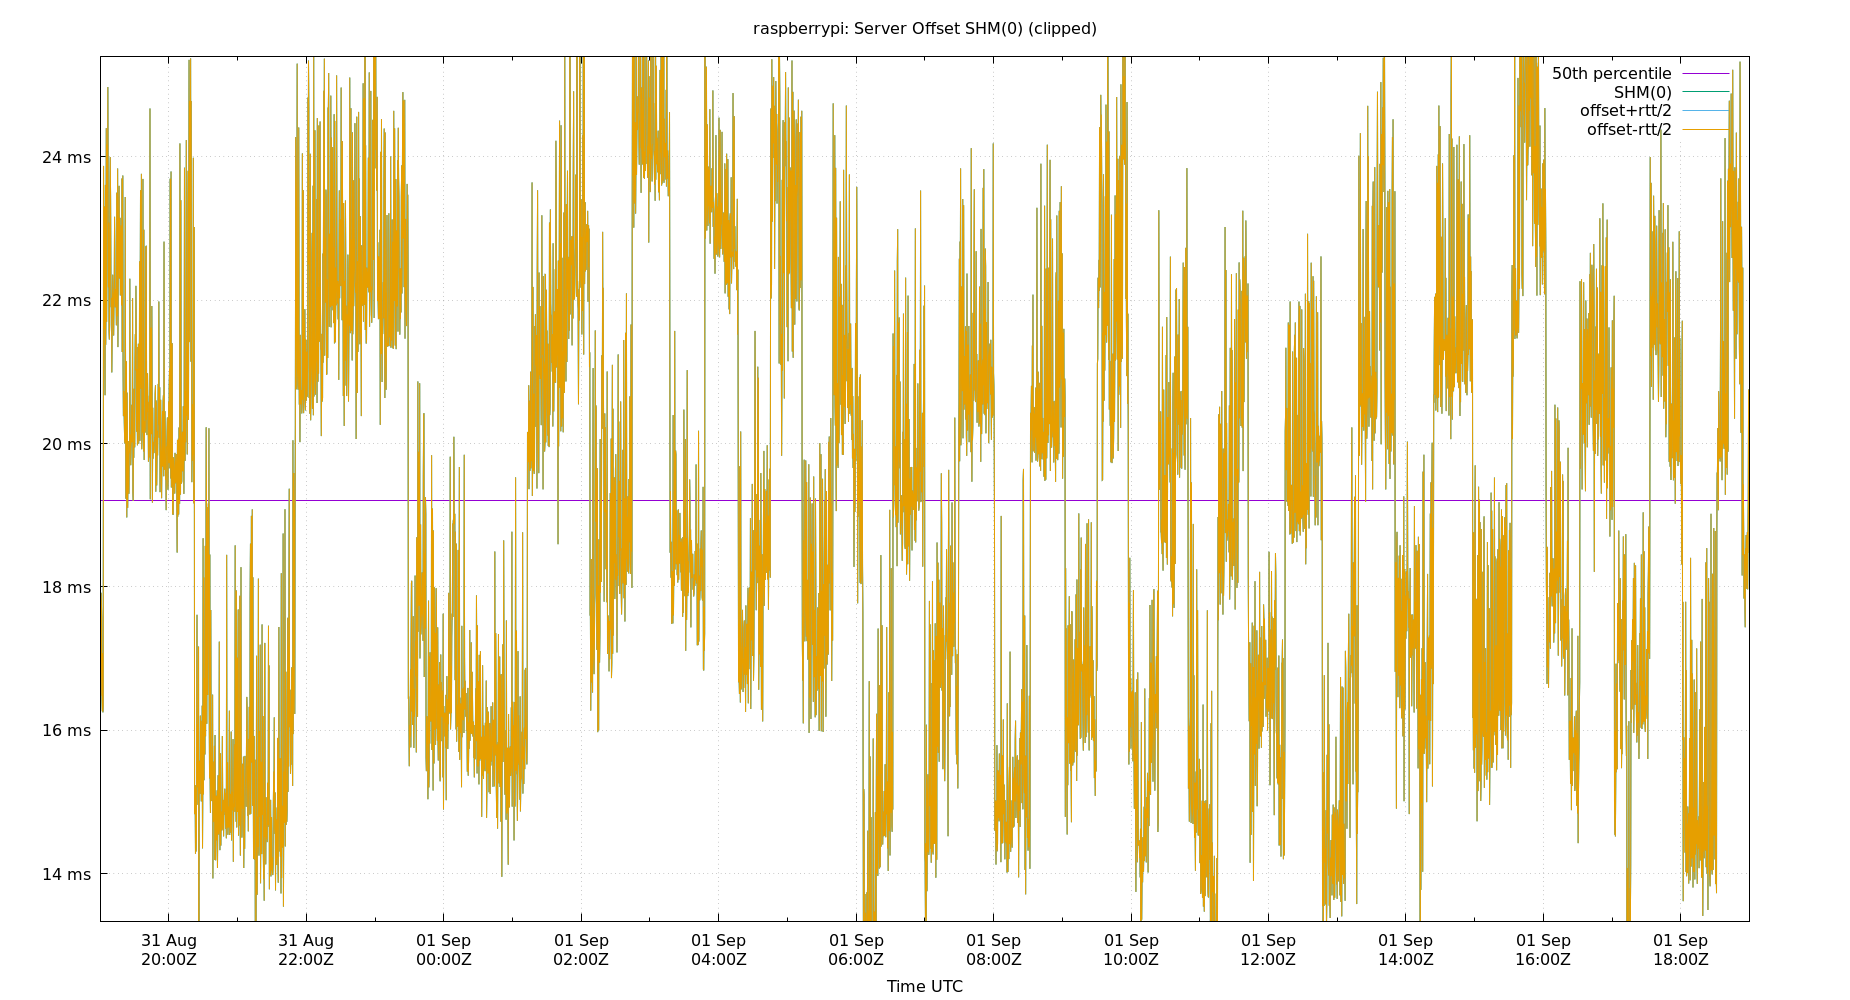 raspberrypi: Server Offset SHM(0) (clipped)
50th percentile
SHM(0)
offset+rtt/2
offset-rtt/2
24 ms
22 ms
20 ms
18 ms
16 ms
14 ms
31 Aug 31 Aug 01 Sep 01 Sep 01 Sep 01 Sep 01 Sep 01 Sep 01 Sep 01 Sep 01 Sep 01 Sep
20:00Z 22:00Z 00:00Z 02:00Z 04:00Z 06:00Z 08:00Z 10:00Z 12:00Z 14:00Z 16:00Z 18:00Z
Time UTC